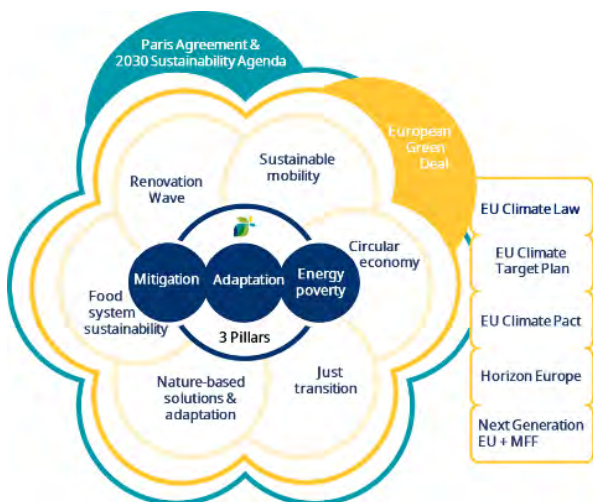 Paris Agreement &
2030 Sustainability Agenda
European
Green
Deal
Sustainable
mobility
Renovation
Wave
EU Climate Law
Circular
economy
EU Climate
Target Plan
Mitigation
Adaptation
Energy
poverty
Food
system
sustainability
3 Pillars
EU Climate Pact
Just
transition
Nature-based
solutions &
adaptation
Horizon Europe
Next Generation
EU + MFF